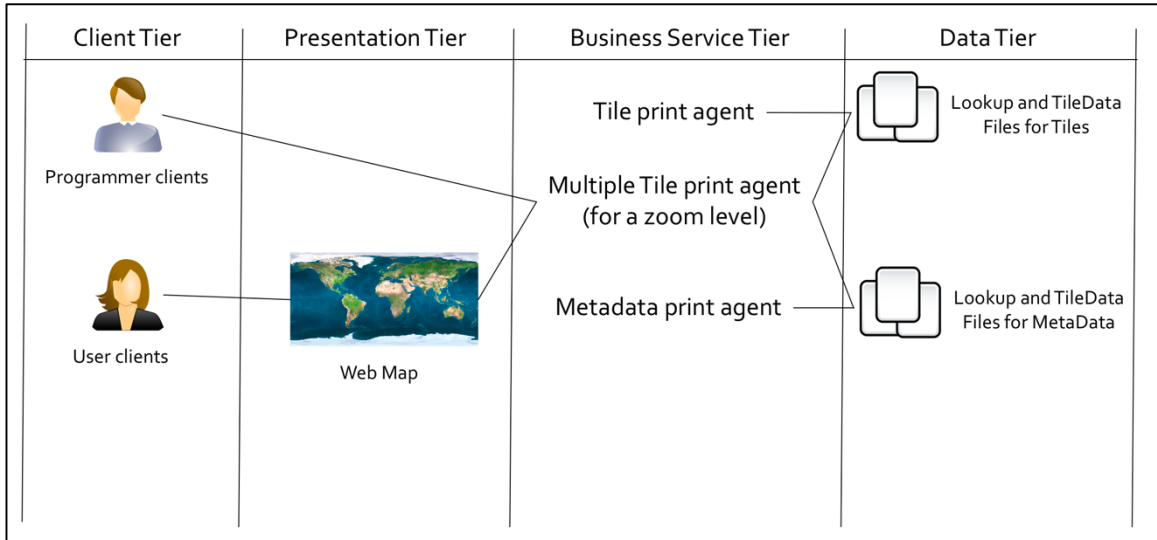 Client Tier
Presentation Tier
Business Service Tier
Data Tier
Programmer clients
User clients
Web Map
Tile print agent
Multiple Tile print agent
(for a zoom level)
Metadata print agent
Lookup and TileData
Files for Tiles
Lookup and TileData
Files for MetaData